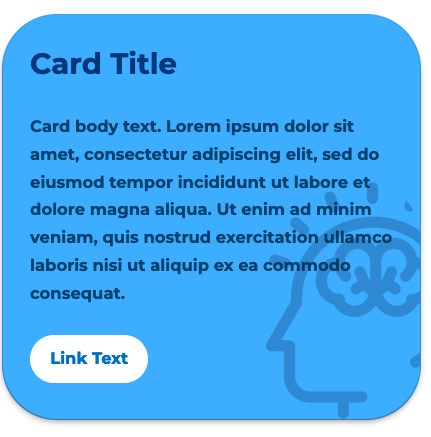 Card Title
Card body text. Lorem ipsum dolor sit
amet, consectetur adipiscing elit, sed do
eiusmod tempor incididunt ut labore et
dolore magna aliqua. Ut enim ad minim
veniam, quis nostrud exercitation ullamco
laboris nisi ut aliquip ex ea commodo
consequat.
Link Text